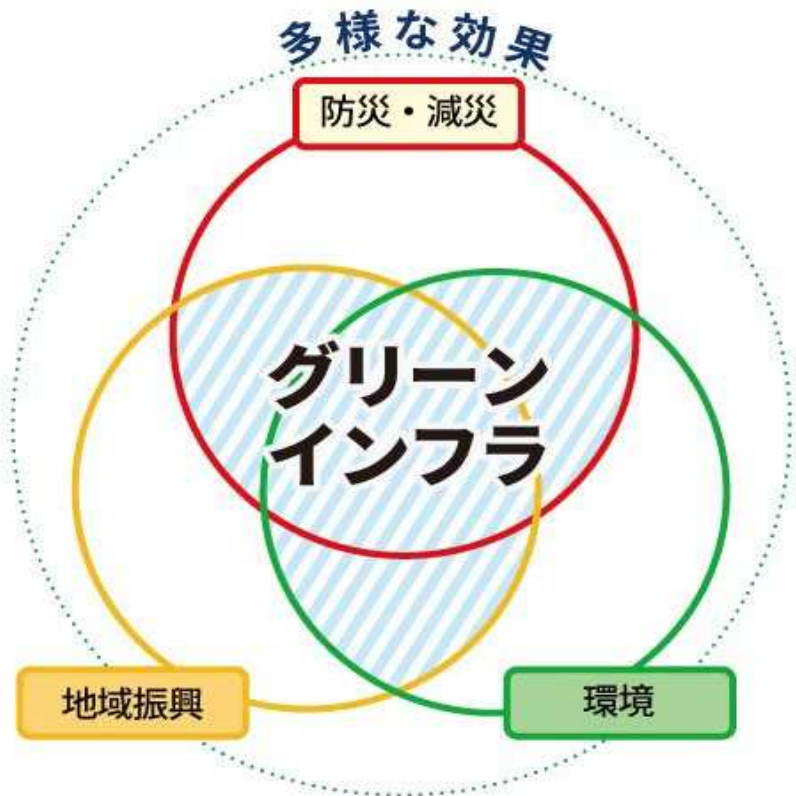 多様な効果
防災・減災
グリーン
インフラ
地域振興
環境